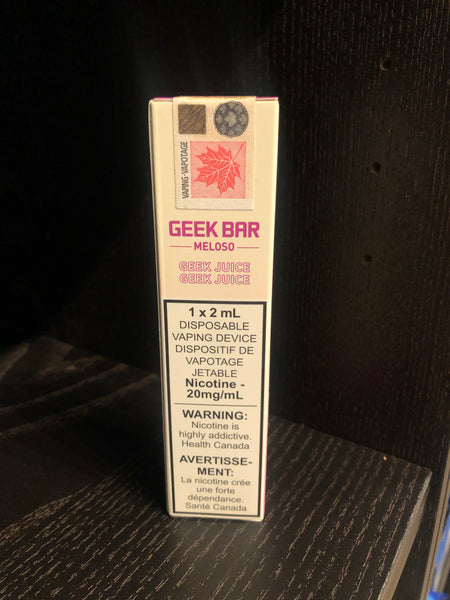 VAPING•VAPOTAGE
GEEK BAR
MELOSO
GEEK JUICE
GEEK JUICE
1 x 2 mL
DISPOSABLE
VAPING DEVICE
DISPOSITIF DE
VAPOTAGE
JETABLE
Nicotine -
20mg/mL
WARNING:
Nicotine is
highly addictive.
Health Canada
AVERTISSE-
MENT:
La nicotine crée
une forte
dépendance.
Santé Canada